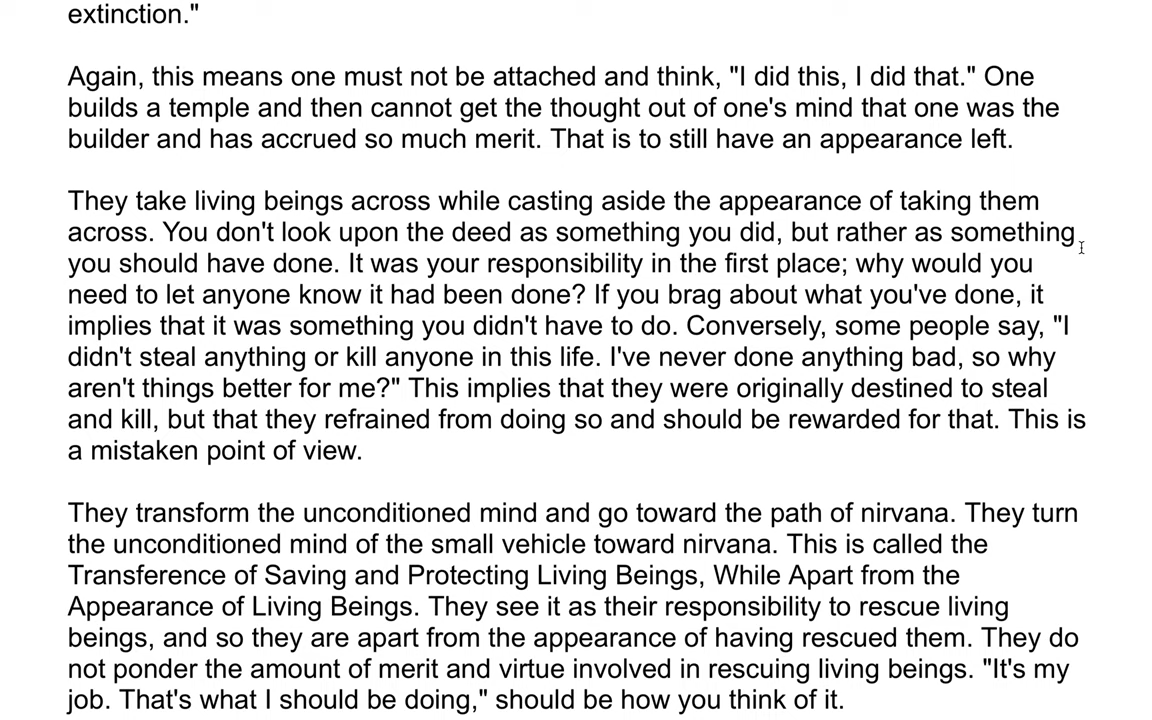 extinction."
Again, this means one must not be attached and think, "I did this, I did that." One
builds a temple and then cannot get the thought out of one's mind that one was the
builder and has accrued so much merit. That is to still have an appearance left.
They take living beings across while casting aside the appearance of taking them
across. You don't look upon the deed as something you did, but rather as something
you should have done. It was your responsibility in the first place; why would you
need to let anyone know it had been done? If you brag about what you've done, it
implies that it was something you didn't have to do. Conversely, some people say, "I
didn't steal anything or kill anyone in this life. I've never done anything bad, so why
aren't things better for me?" This implies that they were originally destined to steal
and kill, but that they refrained from doing so and should be rewarded for that. This is
a mistaken point of view.
They transform the unconditioned mind and go toward the path of nirvana. They turn
the unconditioned mind of the small vehicle toward nirvana. This is called the
Transference of Saving and Protecting Living Beings, While Apart from the
Appearance of Living Beings. They see it as their responsibility to rescue living
beings, and so they are apart from the appearance of having rescued them. They do
not ponder the amount of merit and virtue involved in rescuing living beings. "It's my
job. That's what I should be doing," should be how you think of it.